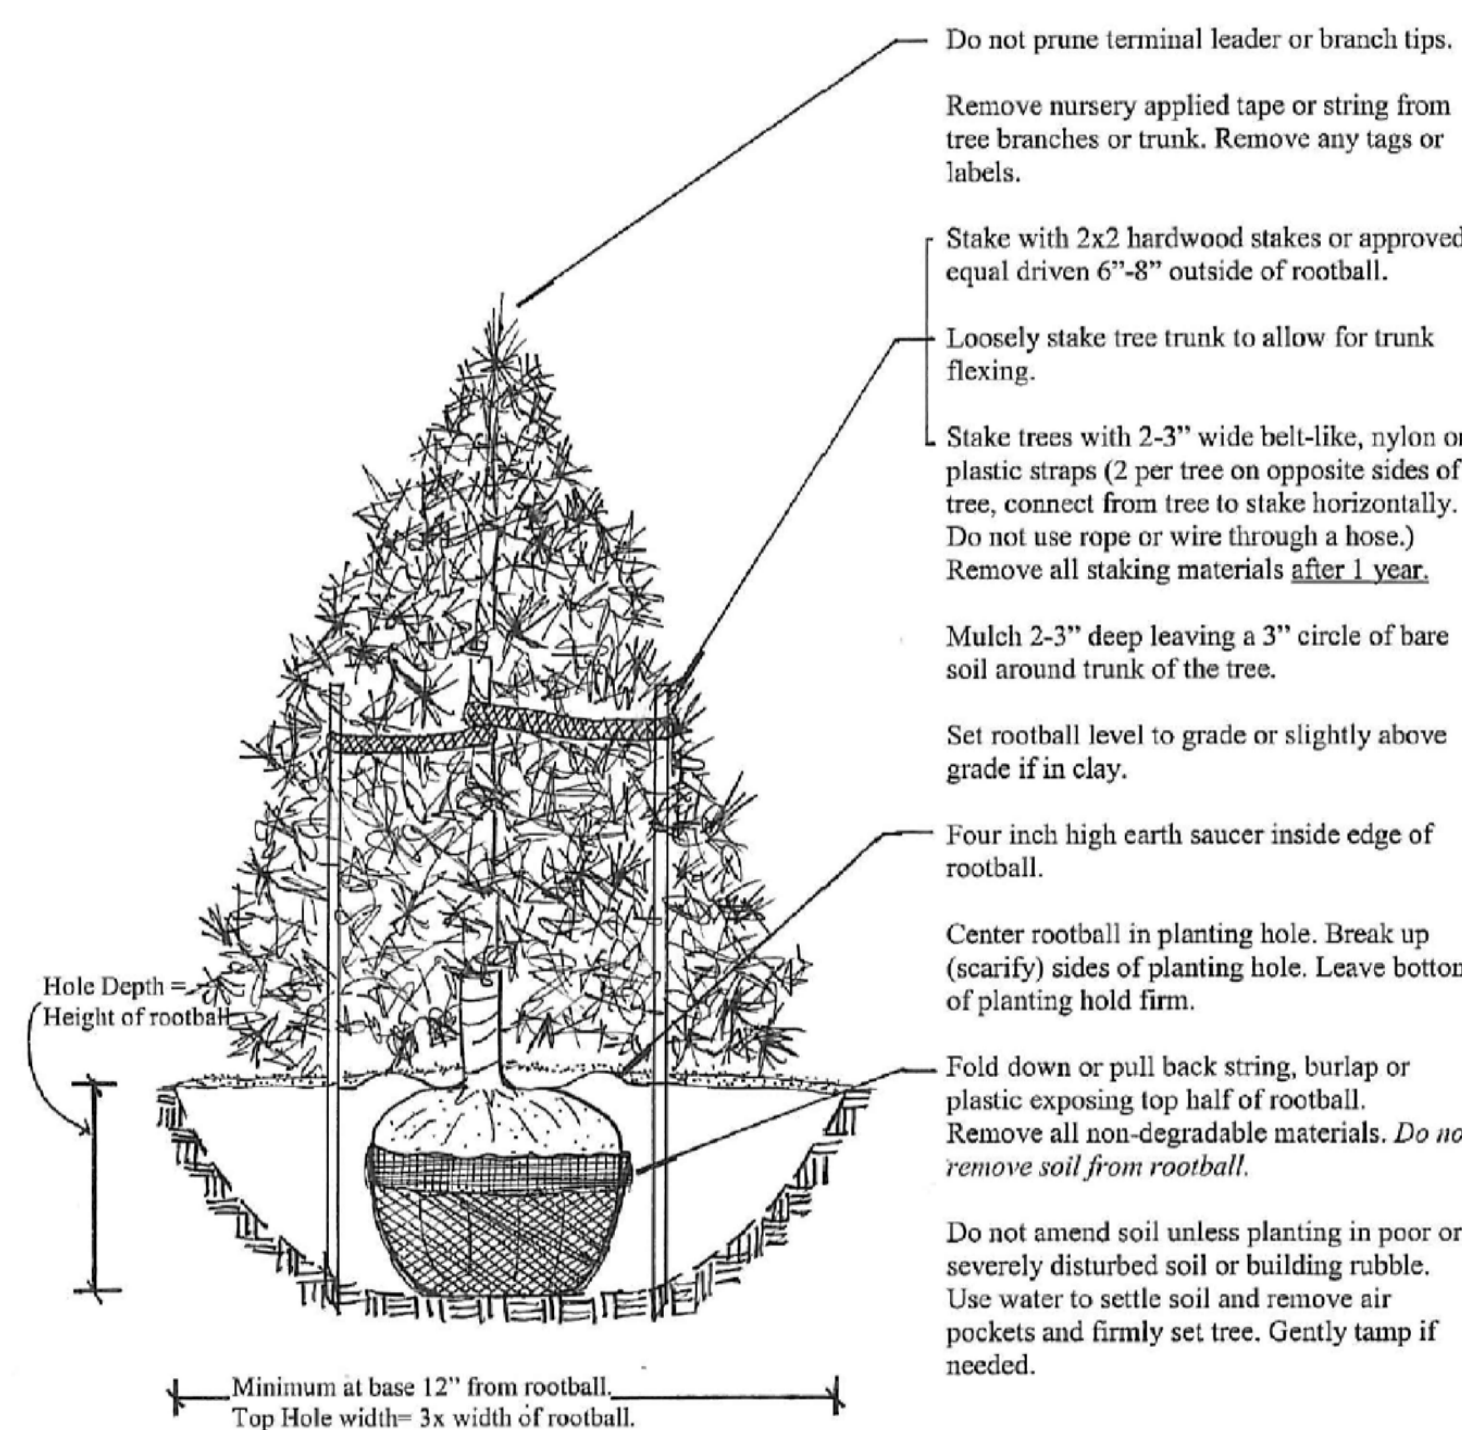 Do not prune terminal leader or branch tips.
Remove nursery applied tape or string from
tree branches or trunk. Remove any tags or
labels.
Stake with 2x2 hardwood stakes or approved
equal driven 6”-8” outside of rootball.
Loosely stake tree trunk to allow for trunk
flexing.
Stake trees with 2-3” wide belt-like, nylon or
plastic straps (2 per tree on opposite sides of
tree, connect from tree to stake horizontally.
Do not use rope or wire through a hose.)
Remove all staking materials after 1 year.
Mulch 2-3” deep leaving a 3” circle of bare
soil around trunk of the tree.
Set rootball level to grade or slightly above
grade if in clay.
Four inch high earth saucer inside edge of
rootball.
Center rootball in planting hole. Break up
(scarify) sides of planting hole. Leave bottom
of planting hold firm.
Fold down or pull back string, burlap or
plastic exposing top half of rootball.
Remove all non-degradable materials. Do no
remove soil from rootball.
Do not amend soil unless planting in poor or
severely disturbed soil or building rubble.
Use water to settle soil and remove air
pockets and firmly set tree. Gently tamp if
needed.
Hole Depth =
Height of rootball
Minimum at base 12” from rootball.
Top Hole width= 3x width of rootball.